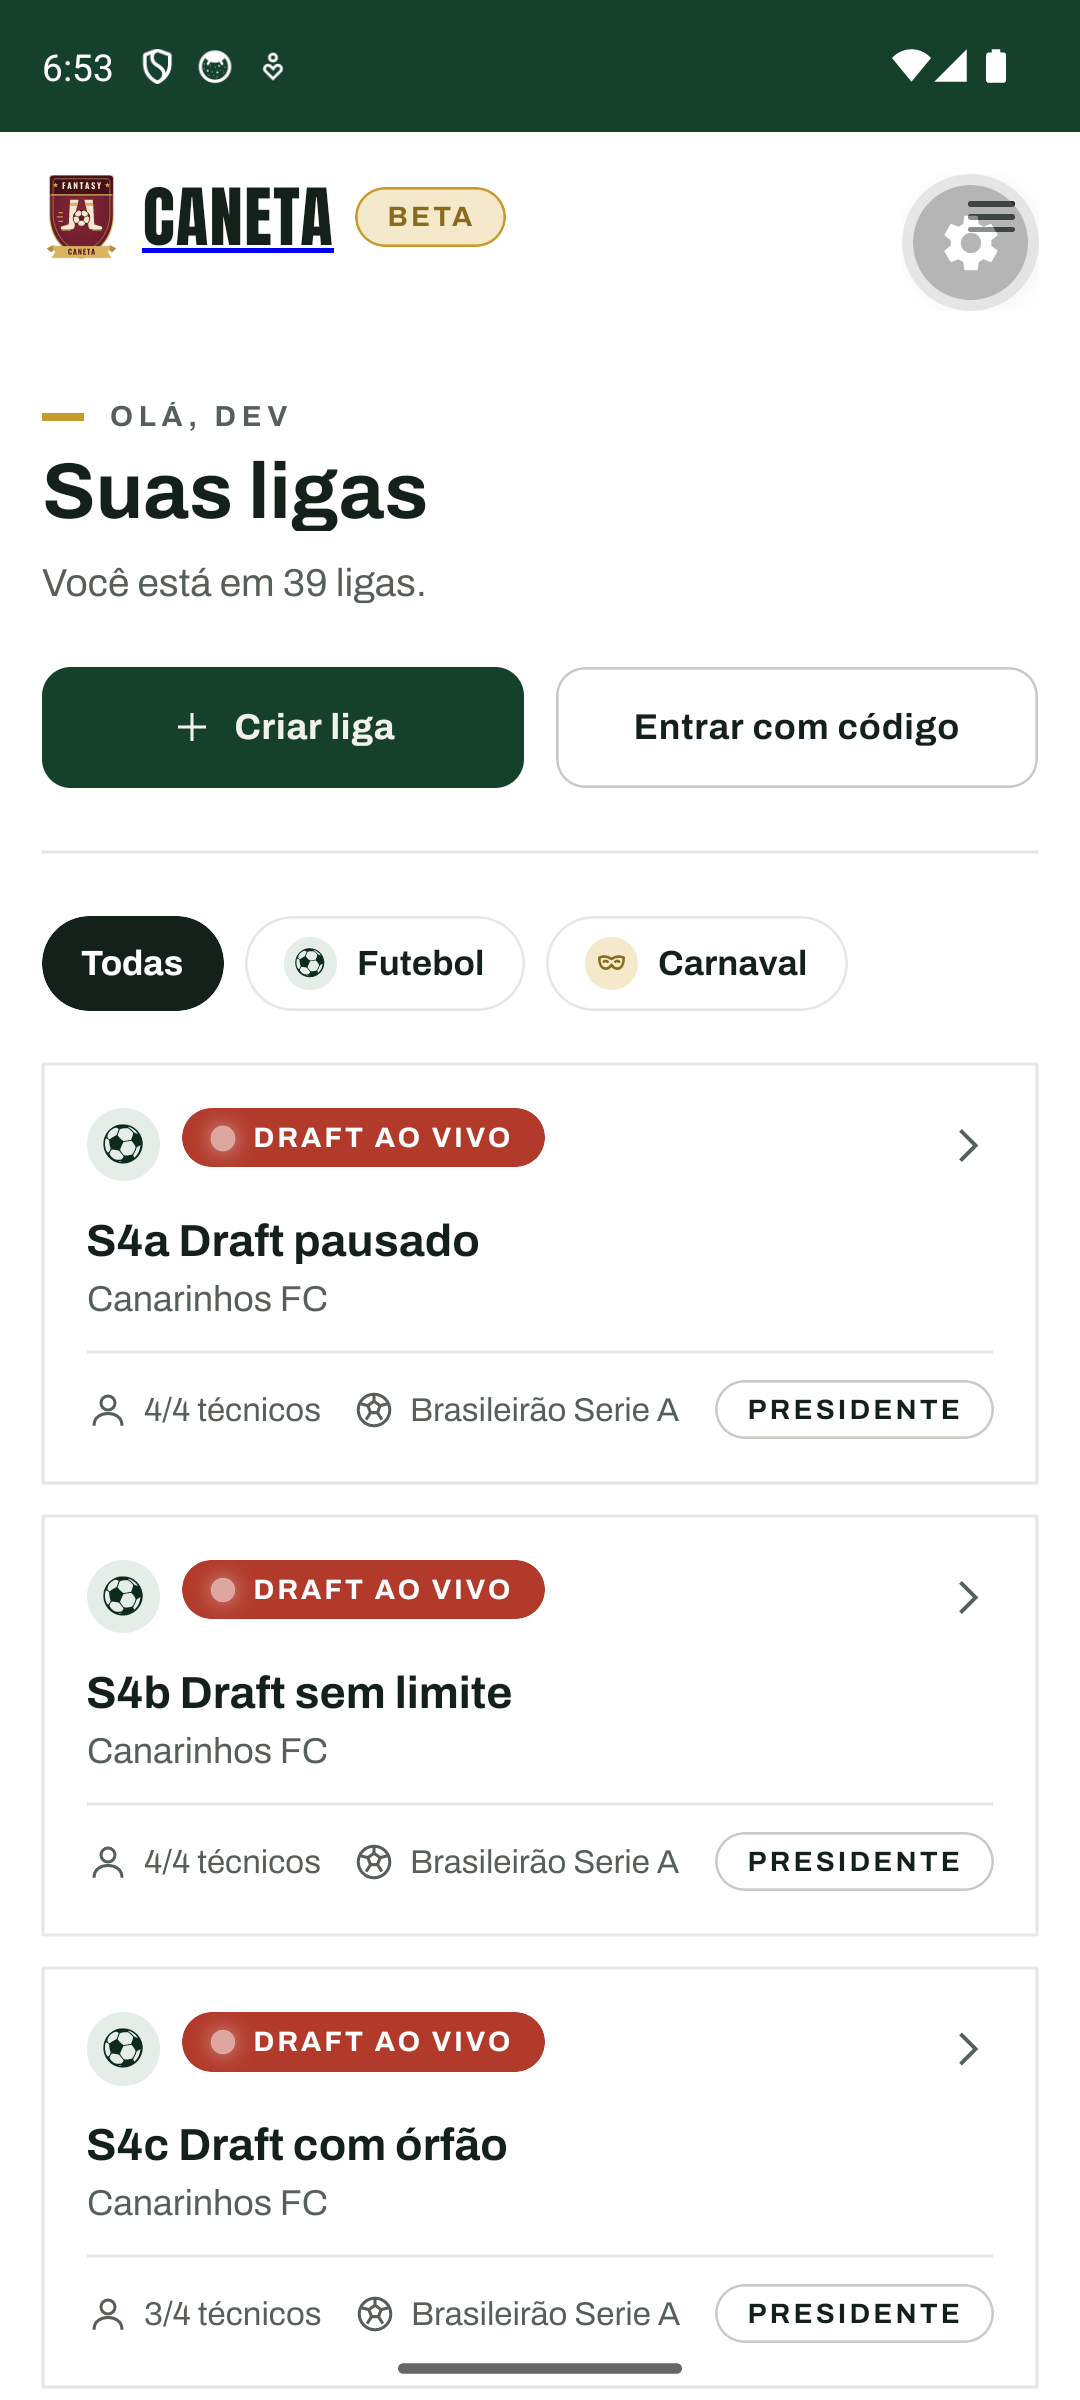 6:53
FANTASY
CANETA
CANETA
BETA
OLÁ, DEV
Suas ligas
Você está em 39 ligas.
Criar liga
Entrar com código
Todas
Futebol
Carnaval
DRAFT AO VIVO
S4a Draft pausado
Canarinhos FC
4/4 técnicos
Brasileirão Serie A
PRESIDENTE
DRAFT AO VIVO
S4b Draft sem limite
Canarinhos FC
4/4 técnicos
Brasileirão Serie A
PRESIDENTE
DRAFT AO VIVO
S4c Draft com órfão
Canarinhos FC
3/4 técnicos
Brasileirão Serie A
PRESIDENTE